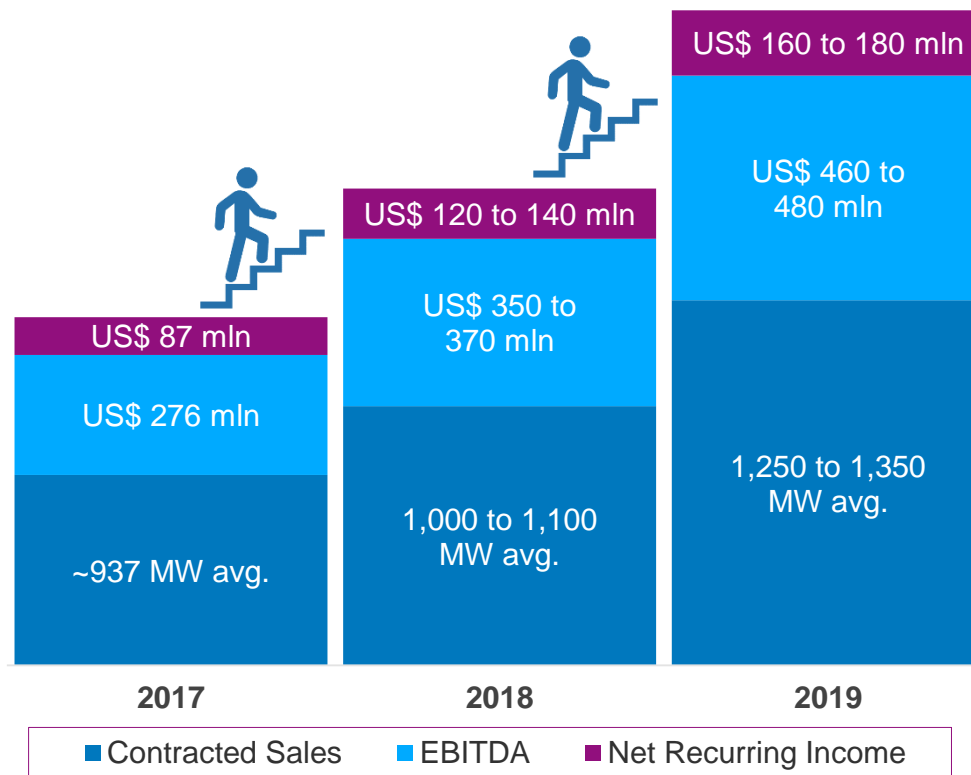 US$ 160 to 180 mln
US$ 460 to
480 mln
1,250 to 1,350
MW avg.
US$ 120 to 140 mln
US$ 350 to
370 mln
1,000 to 1,100
MW avg.
US$ 87 mln
US$ 276 mln
~937 MW avg.
2017
2018
2019
Contracted Sales
EBITDA
Net Recurring Income